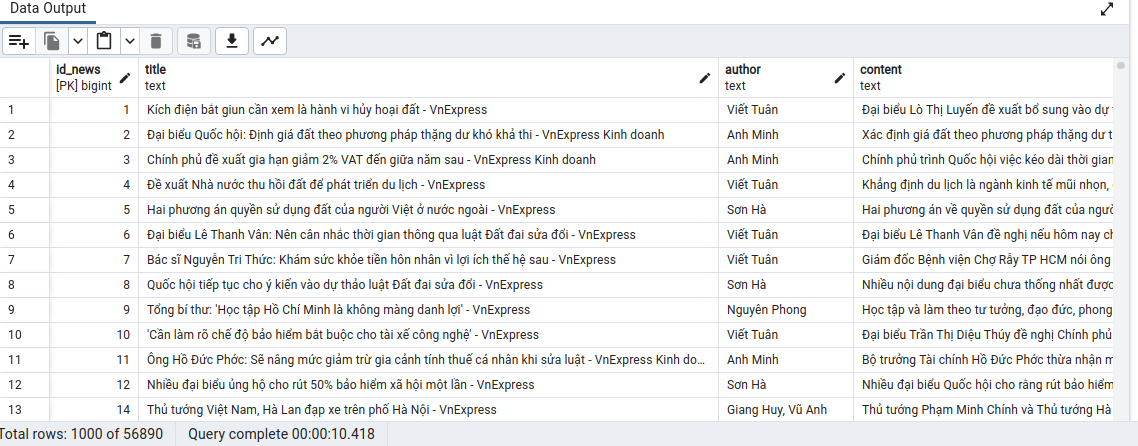 Data Output
id_news title author content
[PK] bigint text text text
1 1 Kích điện bắt giun cần xem là hành vi hủy hoại đất - VnExpress Viết Tuân Đại biểu Lò Thị Luyến đề xuất bổ sung vào dự
2 2 Đại biểu Quốc hội: Định giá đất theo phương pháp thặng dư khó khả thi - VnExpress Kinh doanh Anh Minh Xác định giá đất theo phương pháp thặng dư t
3 3 Chính phủ đề xuất gia hạn giảm 2% VAT đến giữa năm sau - VnExpress Kinh doanh Anh Minh Chính phủ trình Quốc hội việc kéo dài thời gian
4 4 Đề xuất Nhà nước thu hồi đất để phát triển du lịch - VnExpress Viết Tuân Khẳng định du lịch là ngành kinh tế mũi nhọn,
5 5 Hai phương án quyền sử dụng đất của người Việt ở nước ngoài - VnExpress Sơn Hà Hai phương án về quyền sử dụng đất của ngườ
6 6 Đại biểu Lê Thanh Vân: Nên cân nhắc thời gian thông qua luật Đất đai sửa đổi - VnExpress Viết Tuân Đại biểu Lê Thanh Vân đề nghị nếu hôm nay ch
7 7 Bác sĩ Nguyễn Tri Thức: Khám sức khỏe tiền hôn nhân vì lợi ích thế hệ sau - VnExpress Viết Tuân Giám đốc Bệnh viện Chợ Rẫy TP HCM nói ông
8 8 Quốc hội tiếp tục cho ý kiến vào dự thảo luật Đất đai sửa đổi - VnExpress Sơn Hà Nhiều nội dung đại biểu chưa thống nhất được
9 9 Tổng bí thư: 'Học tập Hồ Chí Minh là không màng danh lợi' - VnExpress Nguyên Phong Học tập và làm theo tư tưởng, đạo đức, phong
10 10 'Cần làm rõ chế độ bảo hiểm bắt buộc cho tài xế công nghệ' - VnExpress Viết Tuân Đại biểu Trần Thị Diệu Thúy đề nghị Chính phủ
11 11 Ông Hồ Đức Phớc: Sẽ nâng mức giảm trừ gia cảnh tính thuế cá nhân khi sửa luật - VnExpress Kinh do... Anh Minh Bộ trưởng Tài chính Hồ Đức Phớc thừa nhận m
12 12 Nhiều đại biểu ủng hộ cho rút 50% bảo hiểm xã hội một lần - VnExpress Sơn Hà Nhiều đại biểu Quốc hội cho rằng rút bảo hiểm
13 14 Thủ tướng Việt Nam, Hà Lan đạp xe trên phố Hà Nội - VnExpress Giang Huy, Vũ Anh Thủ tướng Phạm Minh Chính và Thủ tướng Hà
Total rows: 1000 of 56890 Query complete 00:00:10.418